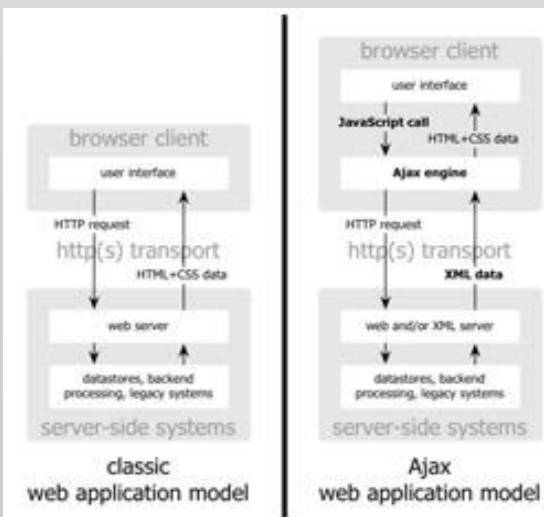 browser client
user interface
HTTP request
http(s) transport
HTML+CSS data
web server
datastores, backend
processing, legacy systems
server-side systems
classic
web application model
browser client
user interface
JavaScript call
HTML+CSS data
Ajax engine
HTTP request
http(s) transport
XML data
web and/or XML server
datastores, backend
processing, legacy systems
server-side systems
Ajax
web application model